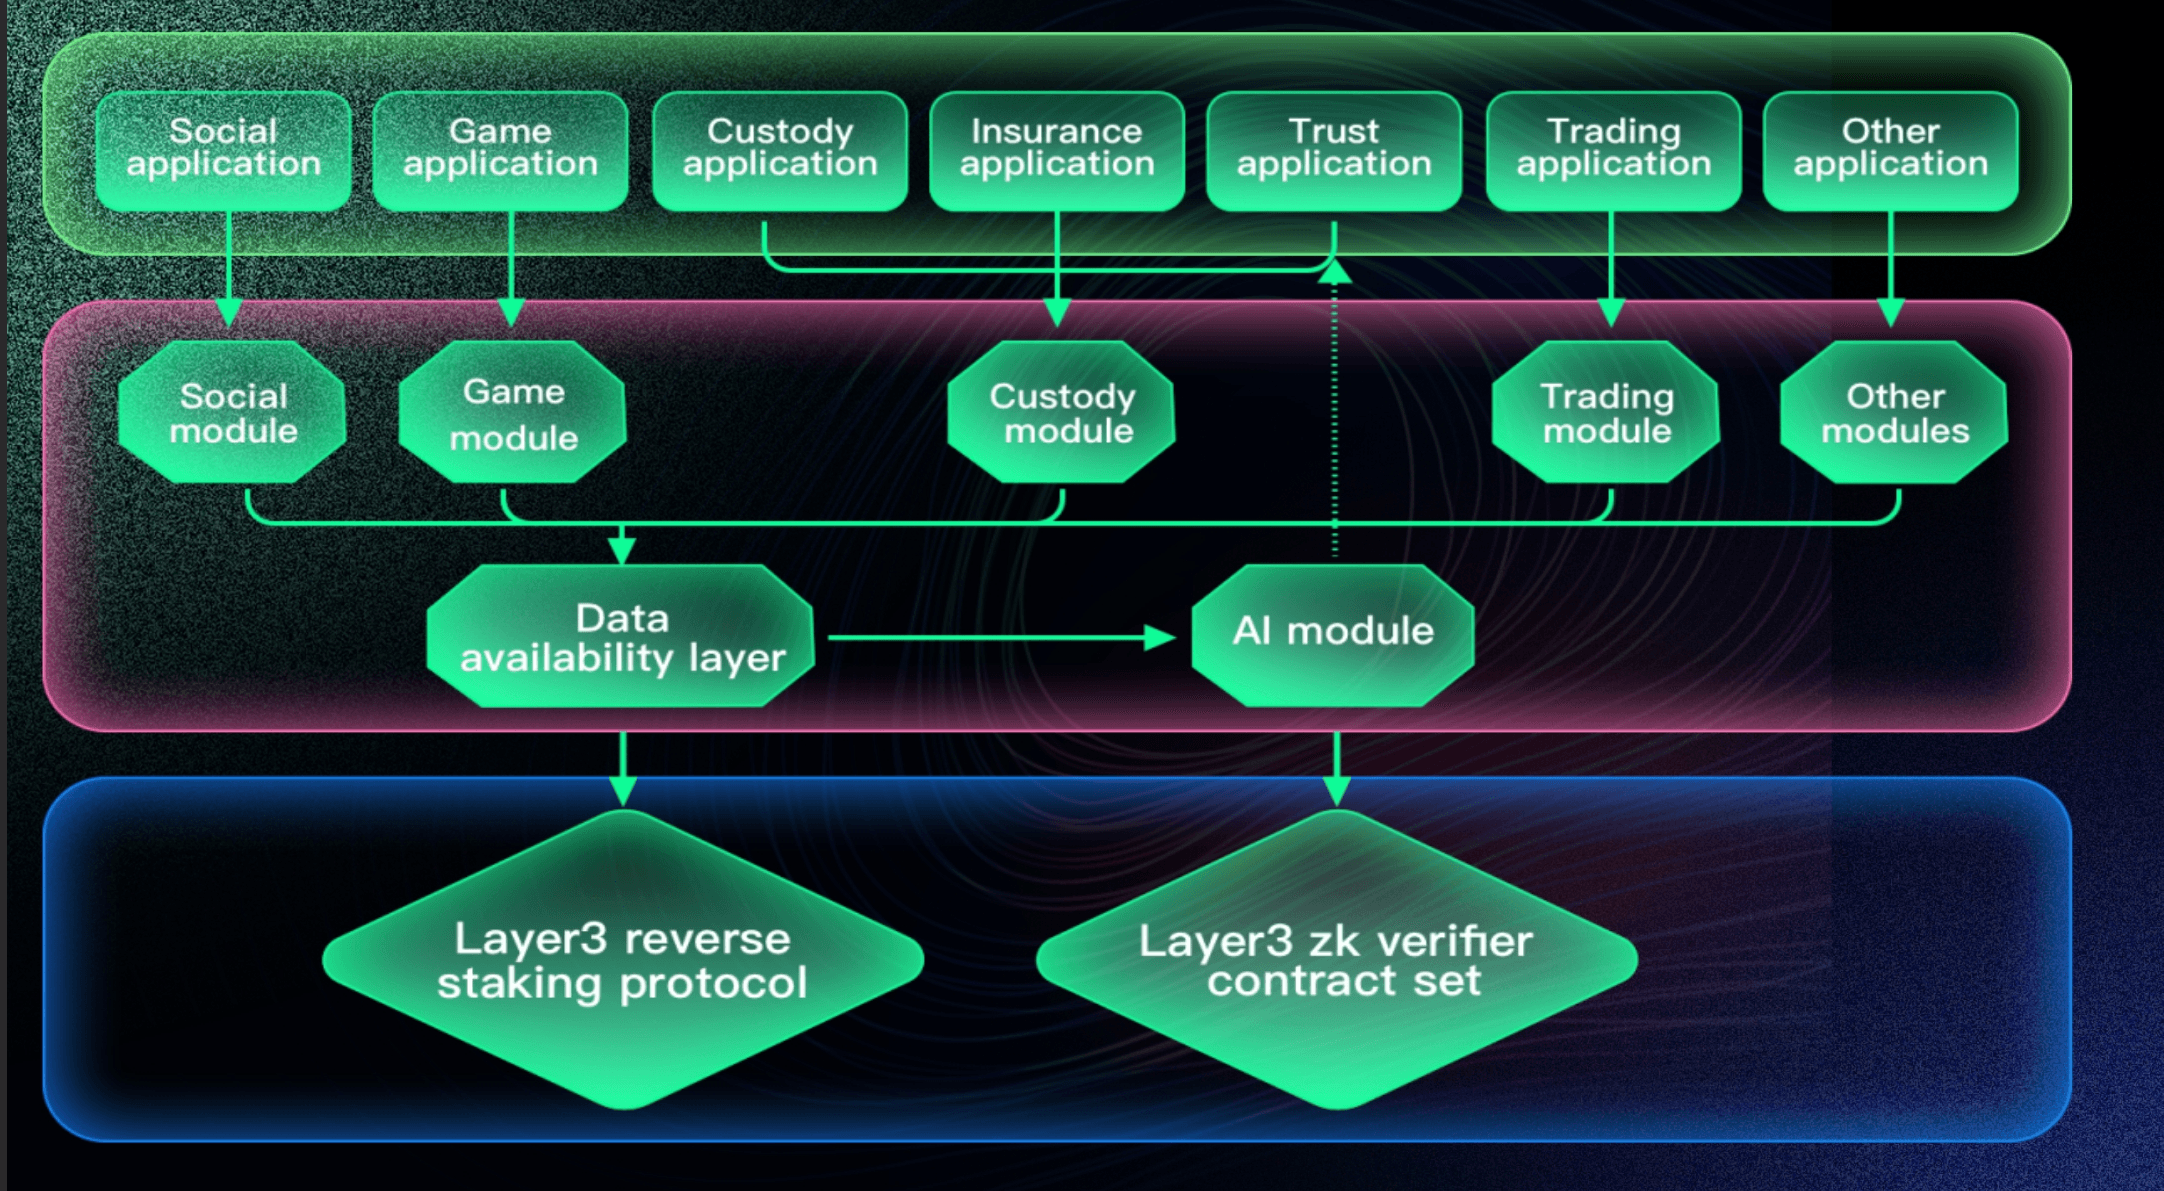 Social
application
Game
application
Custody
application
Insurance
application
Trust
application
Trading
application
Other
application
Social
module
Game
module
Custody
module
Trading
module
Other
modules
Data
availability layer
AI module
Layer3 reverse
staking protocol
Layer3 zk verifier
contract set